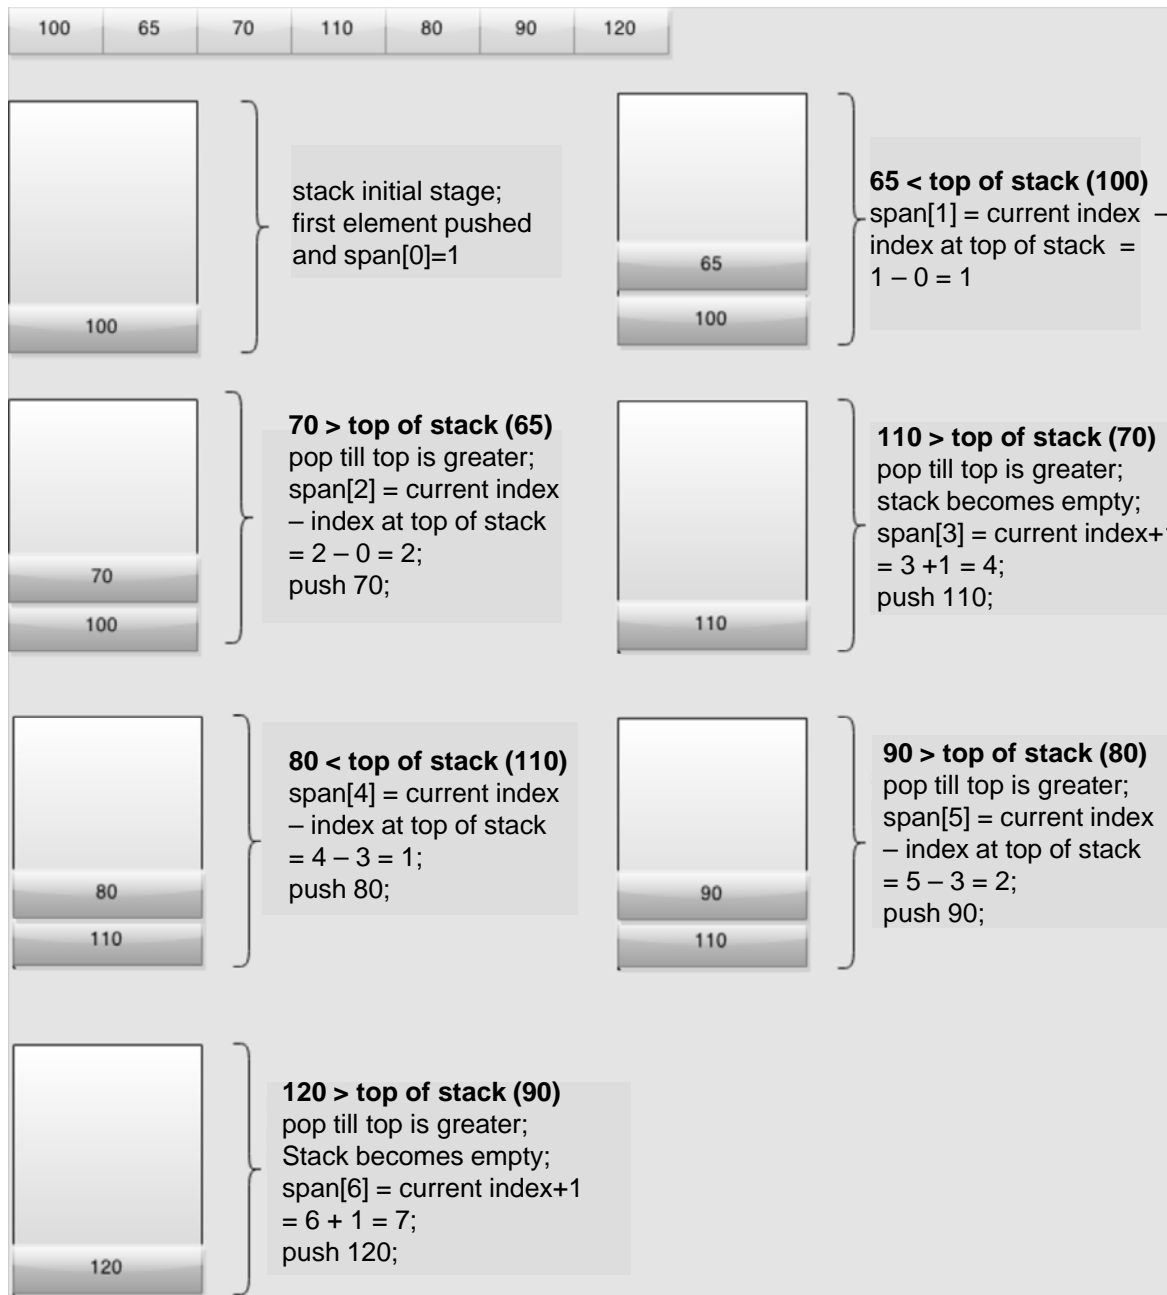 100 65 70 110 80 90 120
stack initial stage;
first element pushed
and span[0]=1
100
65 < top of stack (100)
span[1] = current index –
index at top of stack =
1 – 0 = 1
65
100
70 > top of stack (65)
pop till top is greater;
span[2] = current index
– index at top of stack
= 2 – 0 = 2;
push 70;
70
100
110 > top of stack (70)
pop till top is greater;
stack becomes empty;
span[3] = current index+1
= 3 +1 = 4;
push 110;
110
80 < top of stack (110)
span[4] = current index
– index at top of stack
= 4 – 3 = 1;
push 80;
80
110
90 > top of stack (80)
pop till top is greater;
span[5] = current index
– index at top of stack
= 5 – 3 = 2;
push 90;
90
110
120 > top of stack (90)
pop till top is greater;
Stack becomes empty;
span[6] = current index+1
= 6 + 1 = 7;
push 120;
120